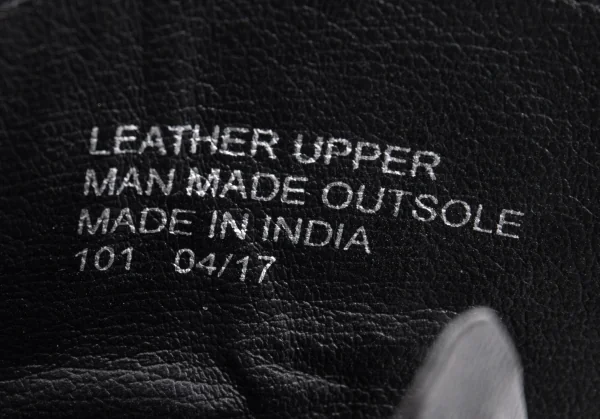 LEATHER UPPER
MAN MADE OUTSOLE
MADE IN INDIA
101 04/17